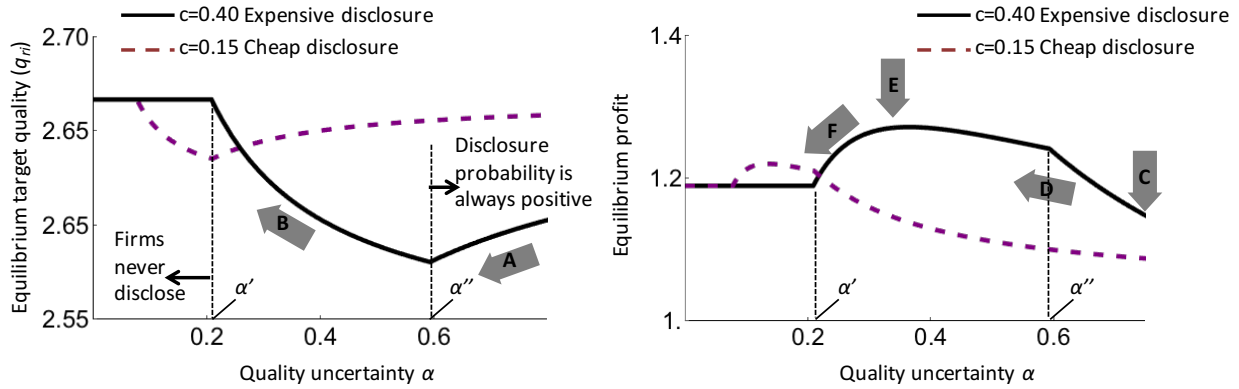 c=0.40 Expensive disclosure
c=0.15 Cheap disclosure
Equilibrium target quality (qri)
2.70
2.65
2.65
2.55
Disclosure
probability is
always positive
B
A
Firms
never
disclose
α’
α’’
0.2
0.4
0.6
Quality uncertainty α
c=0.40 Expensive disclosure
c=0.15 Cheap disclosure
Equilibrium profit
1.4
1.2
1.
E
F
D
C
α’
α’’
0.2
0.4
0.6
Quality uncertainty α